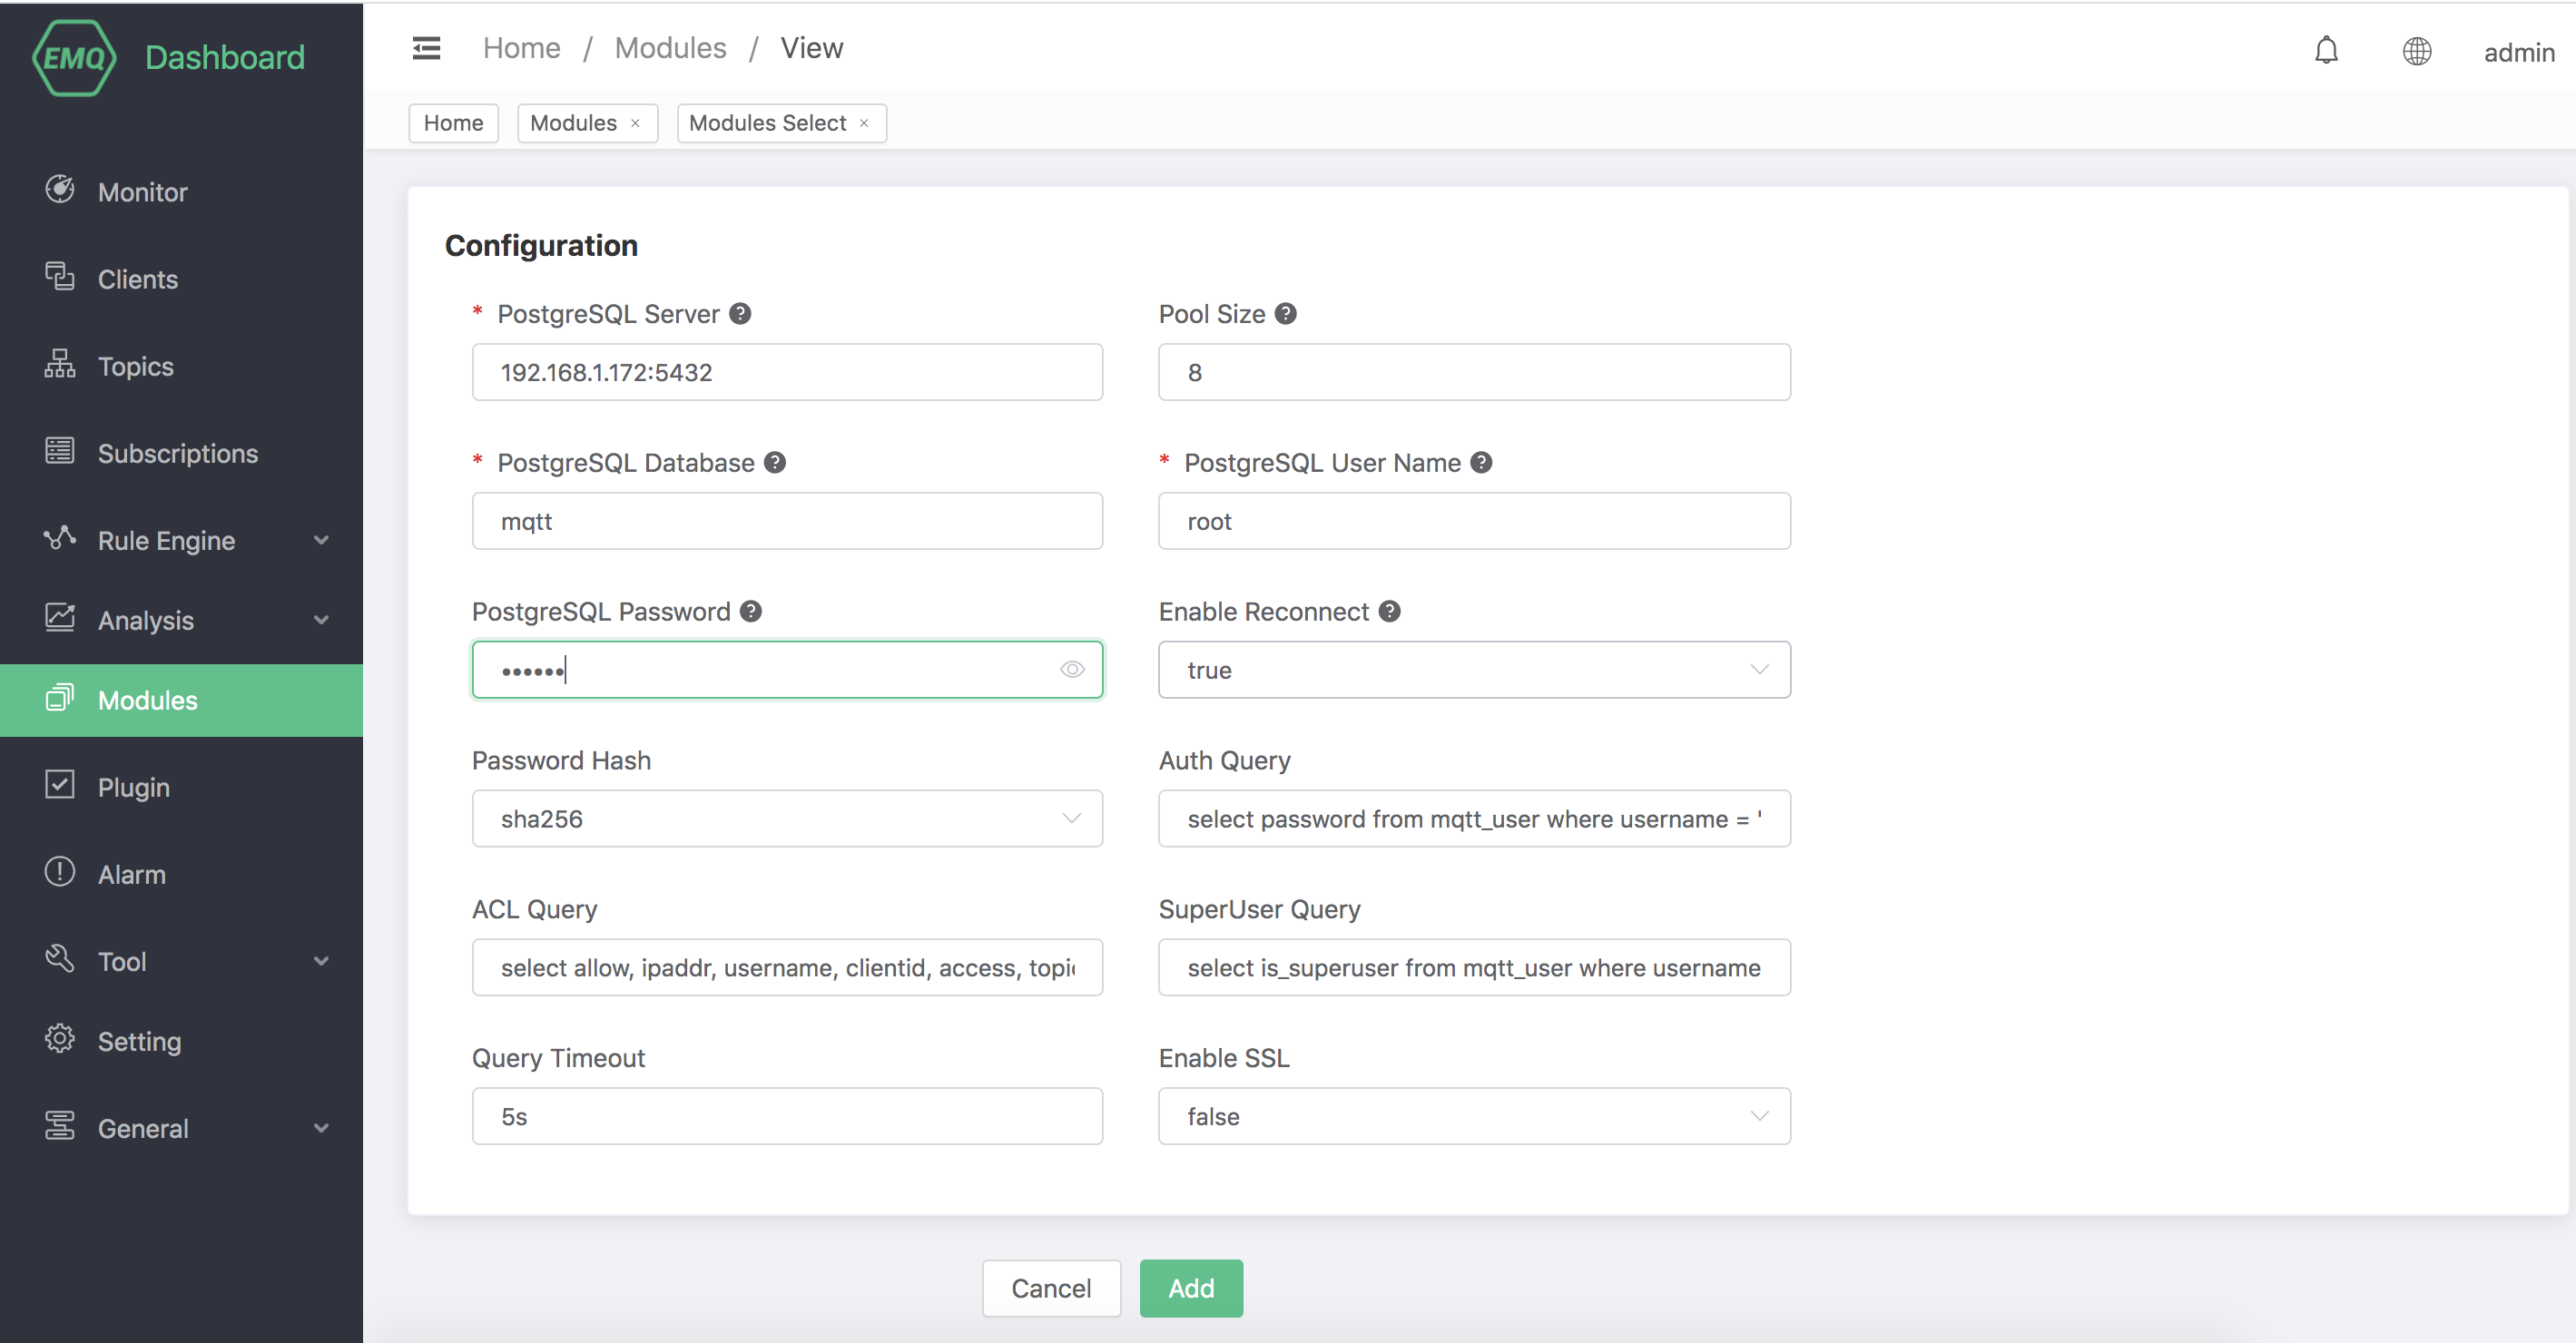 EMQ Dashboard
Home / Modules / View
admin
Home
Modules ×
Modules Select ×
Monitor
Clients
Topics
Subscriptions
Rule Engine
Analysis
Modules
Plugin
Alarm
Tool
Setting
General
Configuration
* PostgreSQL Server ?
Pool Size ?
192.168.1.172:5432
8
* PostgreSQL Database ?
* PostgreSQL User Name ?
mqtt
root
PostgreSQL Password ?
Enable Reconnect ?
••••••
true
Password Hash
Auth Query
sha256
select password from mqtt_user where username = '
ACL Query
SuperUser Query
select allow, ipaddr, username, clientid, access, topi
select is_superuser from mqtt_user where username
Query Timeout
Enable SSL
5s
false
Cancel
Add